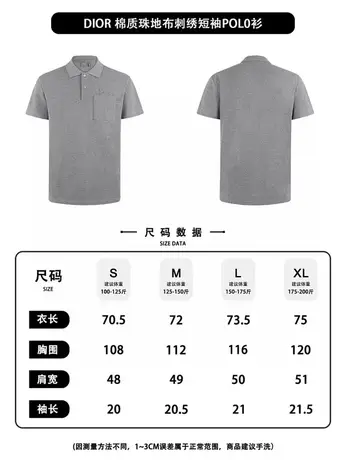 DIOR 棉质珠地布刺绣短袖POLO衫
尺码数据
SIZE DATA
尺码 S M L XL
SIZE 建议体重 建议体重 建议体重 建议体重
100-125斤 125-150斤 150-175斤 175-200斤
衣长 70.5 72 73.5 75
胸围 108 112 116 120
肩宽 48 49 50 51
袖长 20 20.5 21 21.5
(因测量方法不同，1~3CM误差属于正常范围，商品建议手洗)